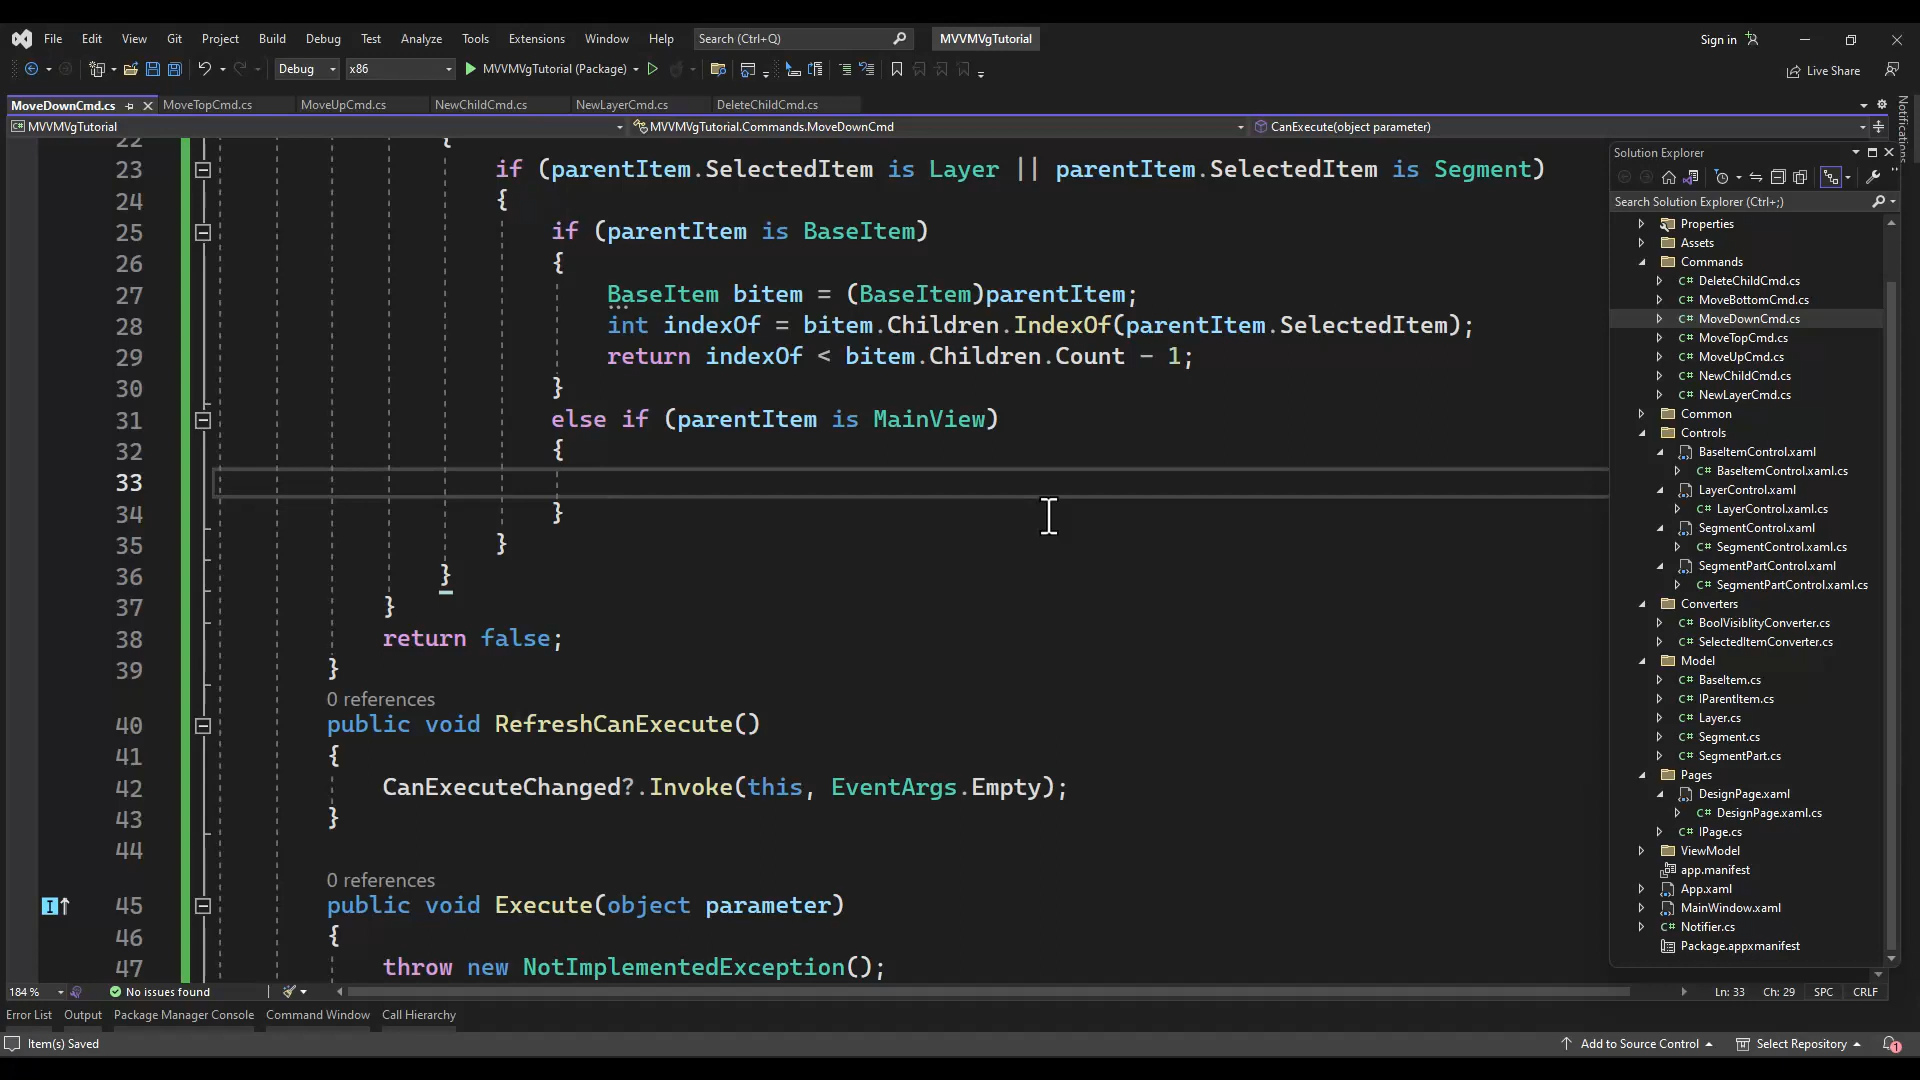 File Edit View Git Project Build Debug Test Analyze Tools Extensions Window Help Search (Ctrl+Q) MVVMVgTutorial Sign in
Debug x86 MVVMVgTutorial (Package) Live Share
MoveDownCmd.cs MoveTopCmd.cs MoveUpCmd.cs NewChildCmd.cs NewLayerCmd.cs DeleteChildCmd.cs
MVVMVgTutorial MVVMVgTutorial.Commands.MoveDownCmd CanExecute(object parameter)
Notifications
22 {
23 if (parentItem.SelectedItem is Layer || parentItem.SelectedItem is Segment)
24 {
25 if (parentItem is BaseItem)
26 {
27 BaseItem bitem = (BaseItem)parentItem;
28 int indexOf = bitem.Children.IndexOf(parentItem.SelectedItem);
29 return indexOf < bitem.Children.Count - 1;
30 }
31 else if (parentItem is MainView)
32 {
33
34 }
35 }
36 }
37 }
38 return false;
39 }
0 references
40 public void RefreshCanExecute()
41 {
42 CanExecuteChanged?.Invoke(this, EventArgs.Empty);
43 }
44
0 references
45 public void Execute(object parameter)
46 {
47 throw new NotImplementedException();
Solution Explorer
Search Solution Explorer (Ctrl+;)
Properties
Assets
Commands
C# DeleteChildCmd.cs
C# MoveBottomCmd.cs
C# MoveDownCmd.cs
C# MoveTopCmd.cs
C# MoveUpCmd.cs
C# NewChildCmd.cs
C# NewLayerCmd.cs
Common
Controls
BaseItemControl.xaml
C# BaseItemControl.xaml.cs
LayerControl.xaml
C# LayerControl.xaml.cs
SegmentControl.xaml
C# SegmentControl.xaml.cs
SegmentPartControl.xaml
C# SegmentPartControl.xaml.cs
Converters
C# BoolVisiblityConverter.cs
C# SelectedItemConverter.cs
Model
C# BaseItem.cs
C# IParentItem.cs
C# Layer.cs
C# Segment.cs
C# SegmentPart.cs
Pages
DesignPage.xaml
C# DesignPage.xaml.cs
C# IPage.cs
ViewModel
app.manifest
App.xaml
MainWindow.xaml
C# Notifier.cs
Package.appxmanifest
184 % No issues found Ln: 33 Ch: 29 SPC CRLF
Error List Output Package Manager Console Command Window Call Hierarchy
Item(s) Saved Add to Source Control Select Repository 1